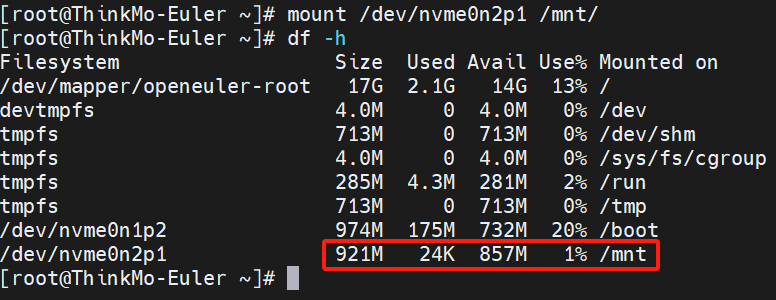 [root@ThinkMo-Euler ~]# mount /dev/nvme0n2p1 /mnt/
[root@ThinkMo-Euler ~]# df -h
Filesystem                  Size  Used Avail Use% Mounted on
/dev/mapper/openeuler-root   17G  2.1G   14G  13% /
devtmpfs                    4.0M     0  4.0M   0% /dev
tmpfs                       713M     0  713M   0% /dev/shm
tmpfs                       4.0M     0  4.0M   0% /sys/fs/cgroup
tmpfs                       285M  4.3M  281M   2% /run
tmpfs                       713M     0  713M   0% /tmp
/dev/nvme0n1p2              974M  175M  732M  20% /boot
/dev/nvme0n2p1              921M   24K  857M   1% /mnt
[root@ThinkMo-Euler ~]#